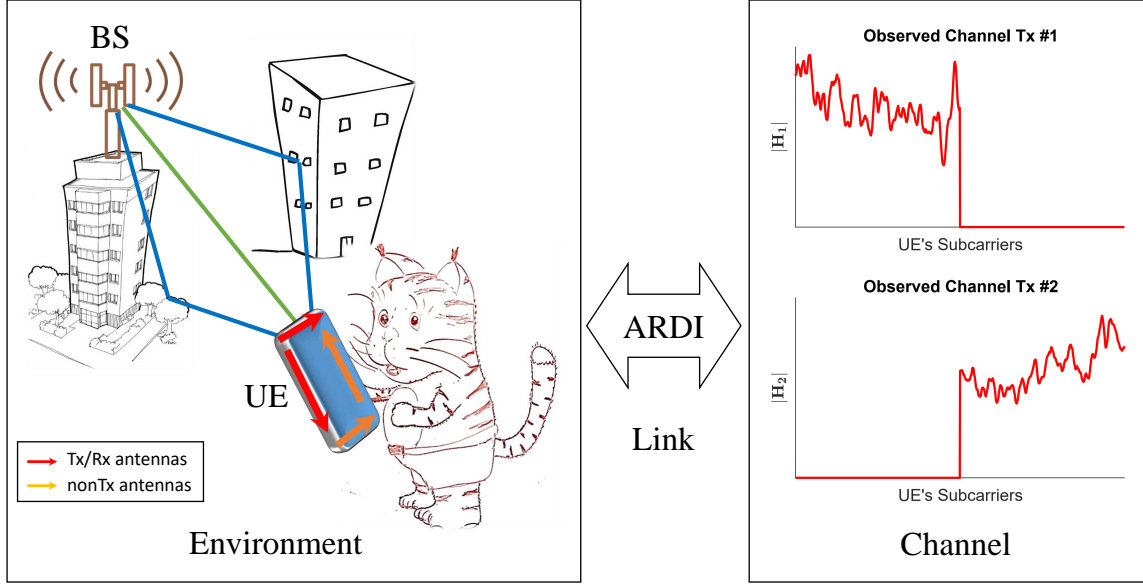 BS
UE
Tx/Rx antennas
nonTx antennas
Environment
ARDI
Link
Observed Channel Tx #1
|H₁|
UE's Subcarriers
Observed Channel Tx #2
|H₂|
UE's Subcarriers
Channel